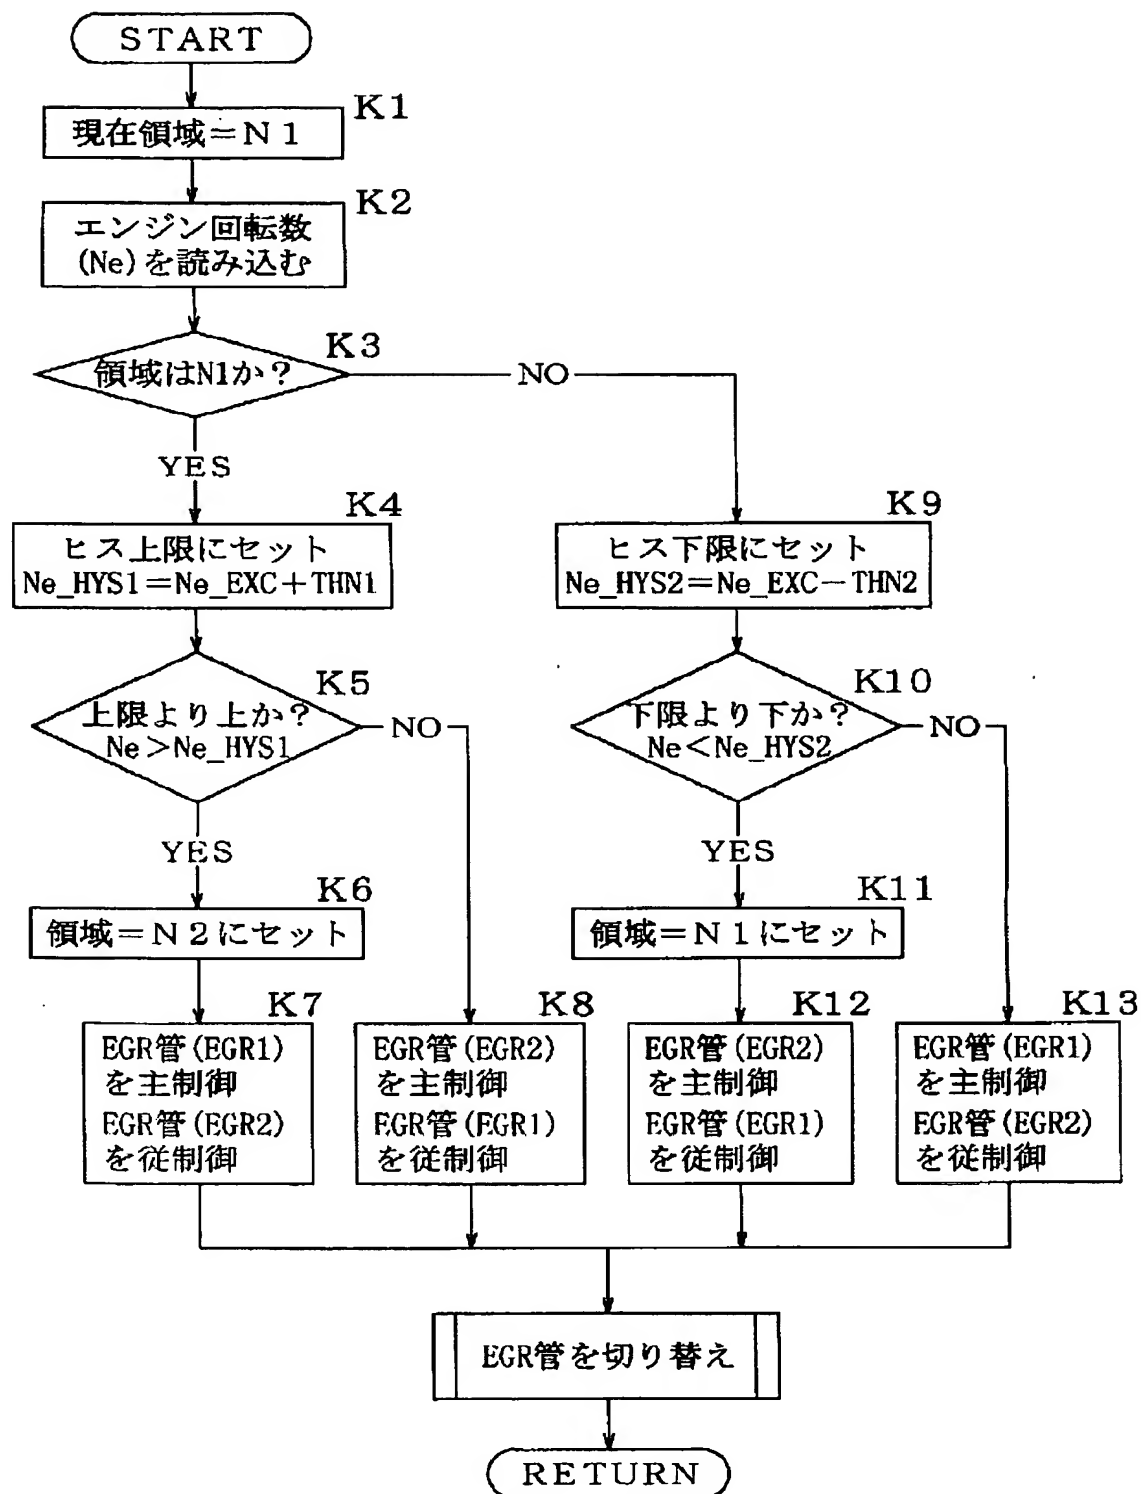 START
K1
現在領域=N1
K2
エンジン回転数
(Ne)を読み込む
K3
領域はN1か?
NO
YES
K4
ヒス上限にセット
Ne_HYS1=Ne_EXC+THN1
K9
ヒス下限にセット
Ne_HYS2=Ne_EXC-THN2
K5
上限より上か?
Ne>Ne_HYS1
NO
K10
下限より下か?
Ne<Ne_HYS2
NO
YES
YES
K6
領域=N2にセット
K11
領域=N1にセット
K7
EGR管(EGR1)
を主制御
EGR管(EGR2)
を従制御
K8
EGR管(EGR2)
を主制御
EGR管(EGR1)
を従制御
K12
EGR管(EGR2)
を主制御
EGR管(EGR1)
を従制御
K13
EGR管(EGR1)
を主制御
EGR管(EGR2)
を従制御
EGR管を切り替え
RETURN